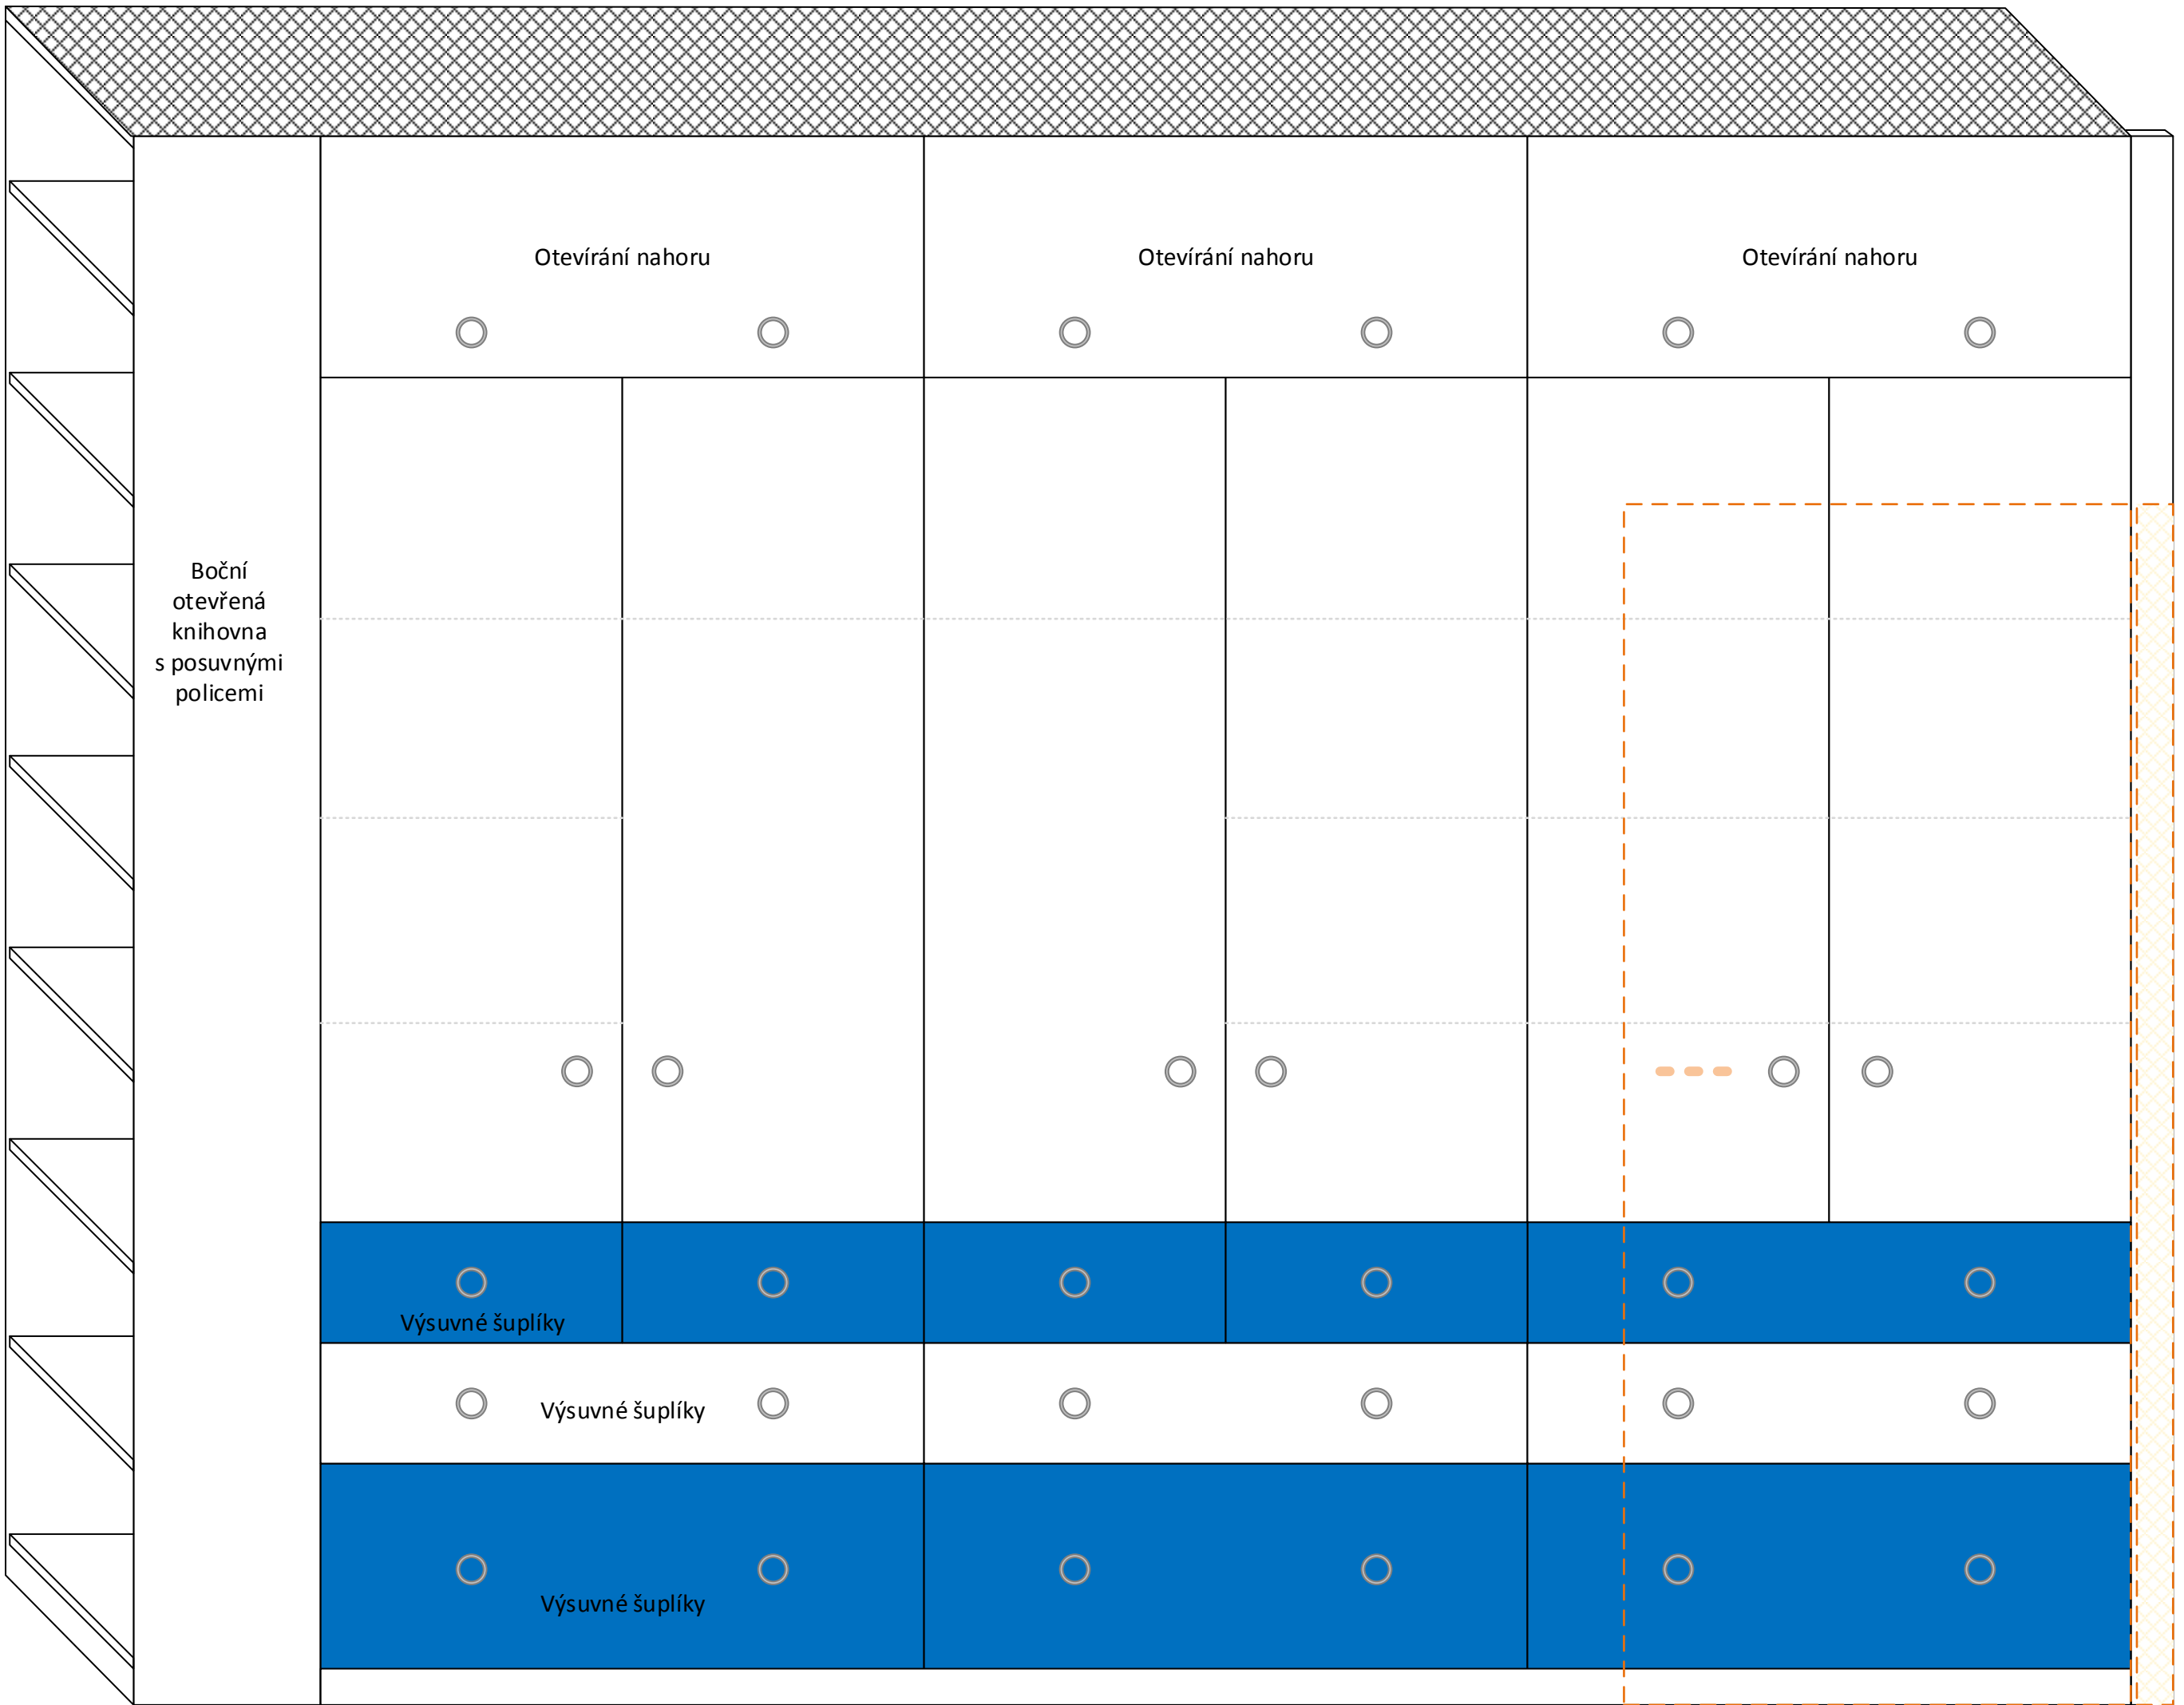 Otevírání nahoru
Otevírání nahoru
Otevírání nahoru
Boční
otevřená
knihovna
s posuvnými
policemi
Výsuvné šuplíky
Výsuvné šuplíky
Výsuvné šuplíky